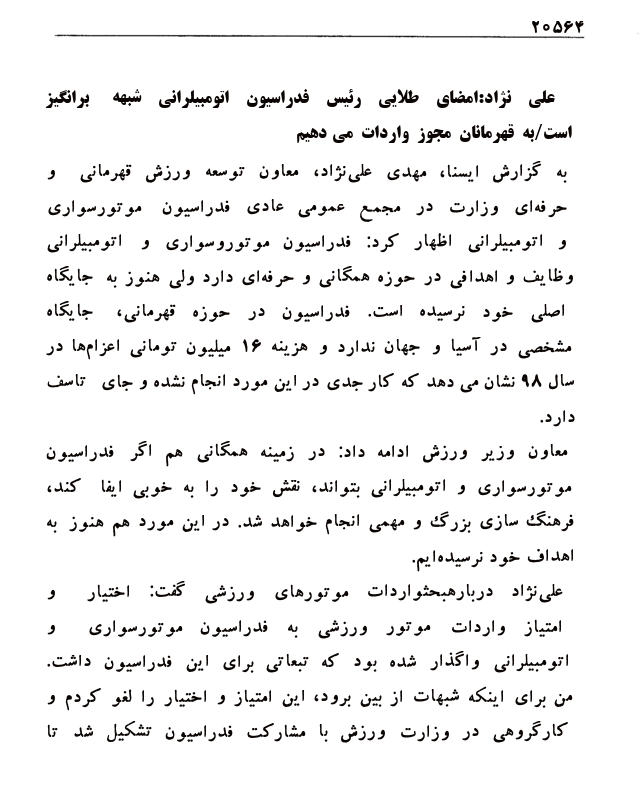 ۲۰۵۶۴
علی نژاد:امضای طلایی رئیس فدراسیون اتومبیلرانی شبهه برانگیز
است/به قهرمانان مجوز واردات می دهیم
به گزارش ایسنا، مهدی علی‌نژاد، معاون توسعه ورزش قهرمانی و
حرفه‌ای وزارت در مجمع عمومی عادی فدراسیون موتورسواری
و اتومبیلرانی اظهار کرد: فدراسیون موتوروسواری و اتومبیلرانی
وظایف و اهدافی در حوزه همگانی و حرفه‌ای دارد ولی هنوز به جایگاه
اصلی خود نرسیده است. فدراسیون در حوزه قهرمانی، جایگاه
مشخصی در آسیا و جهان ندارد و هزینه ۱۶ میلیون تومانی اعزام‌ها در
سال ۹۸ نشان می دهد که کار جدی در این مورد انجام نشده و جای تاسف
دارد.
معاون وزیر ورزش ادامه داد: در زمینه همگانی هم اگر فدراسیون
موتورسواری و اتومبیلرانی بتواند، نقش خود را به خوبی ایفا کند،
فرهنگ سازی بزرگ و مهمی انجام خواهد شد. در این مورد هم هنوز به
اهداف خود نرسیده‌ایم.
علی‌نژاد دربارهبحثواردات موتورهای ورزشی گفت: اختیار و
امتیاز واردات موتور ورزشی به فدراسیون موتورسواری و
اتومبیلرانی واگذار شده بود که تبعاتی برای این فدراسیون داشت.
من برای اینکه شبهات از بین برود، این امتیاز و اختیار را لغو کردم و
کارگروهی در وزارت ورزش با مشارکت فدراسیون تشکیل شد تا